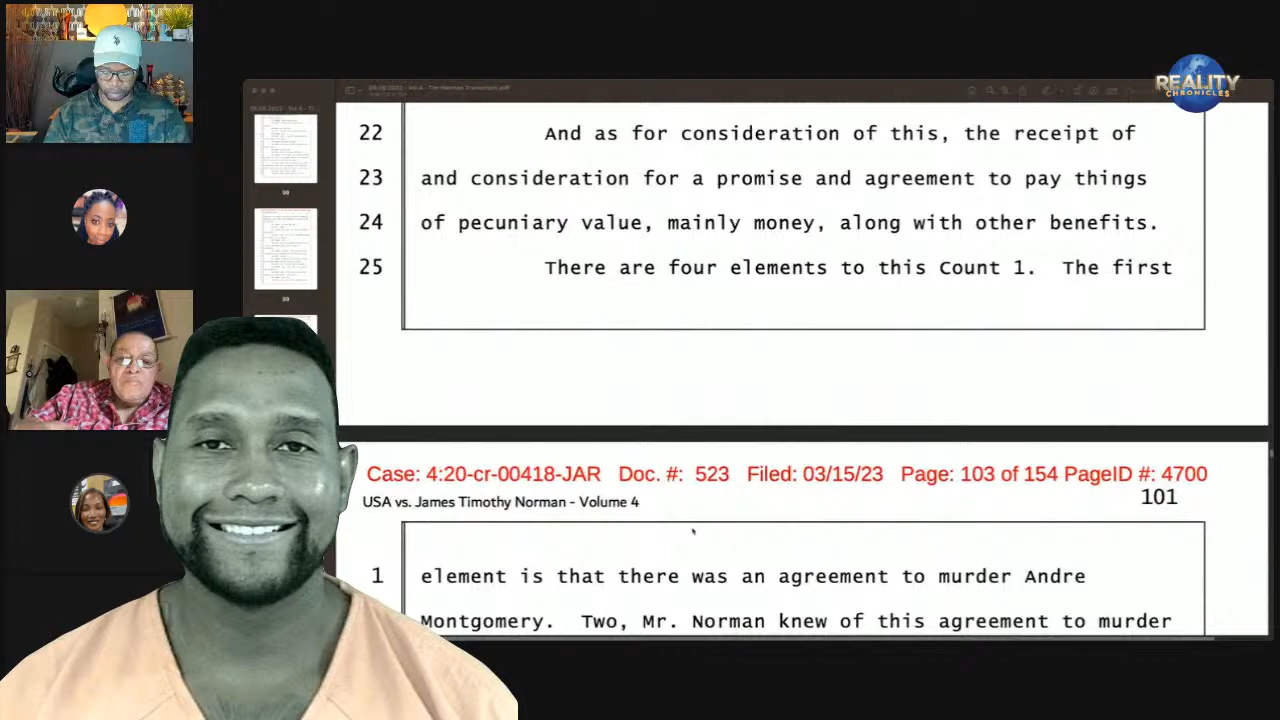 REALITY
CHRONICLES
22 And as for consideration of this, the receipt of
23 and consideration for a promise and agreement to pay things
24 of pecuniary value, mainly money, along with other benefits.
25 There are four elements to this Count 1. The first
Case: 4:20-cr-00418-JAR Doc. #: 523 Filed: 03/15/23 Page: 103 of 154 PageID #: 4700
USA vs. James Timothy Norman - Volume 4
101
1 element is that there was an agreement to murder Andre
Montgomery. Two, Mr. Norman knew of this agreement to murder